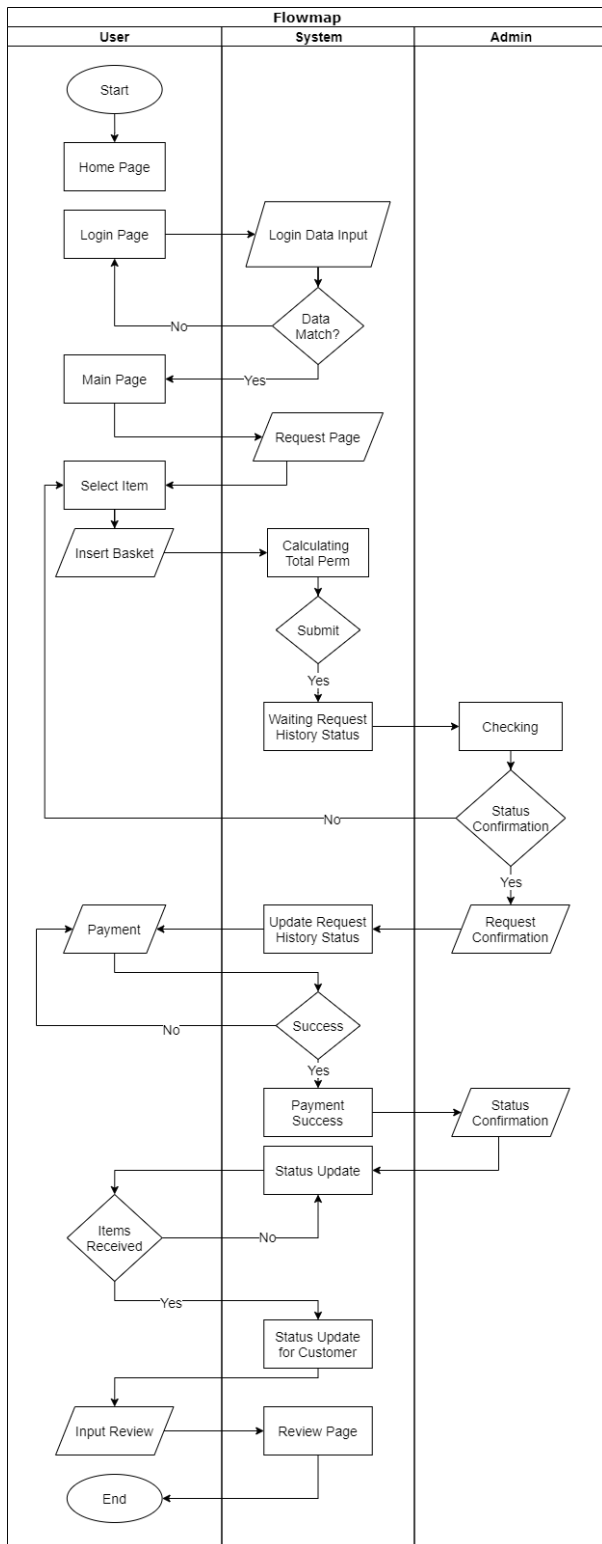 Flowmap
User
System
Admin
Start
Home Page
Login Page
Login Data Input
Data
Match?
No
Main Page
Yes
Request Page
Select Item
Insert Basket
Calculating
Total Perm
Submit
Yes
Waiting Request
History Status
Checking
Status
Confirmation
No
Yes
Payment
Update Request
History Status
Request
Confirmation
Success
No
Yes
Payment
Success
Status
Confirmation
Status Update
Items
Received
No
Yes
Status Update
for Customer
Input Review
Review Page
End